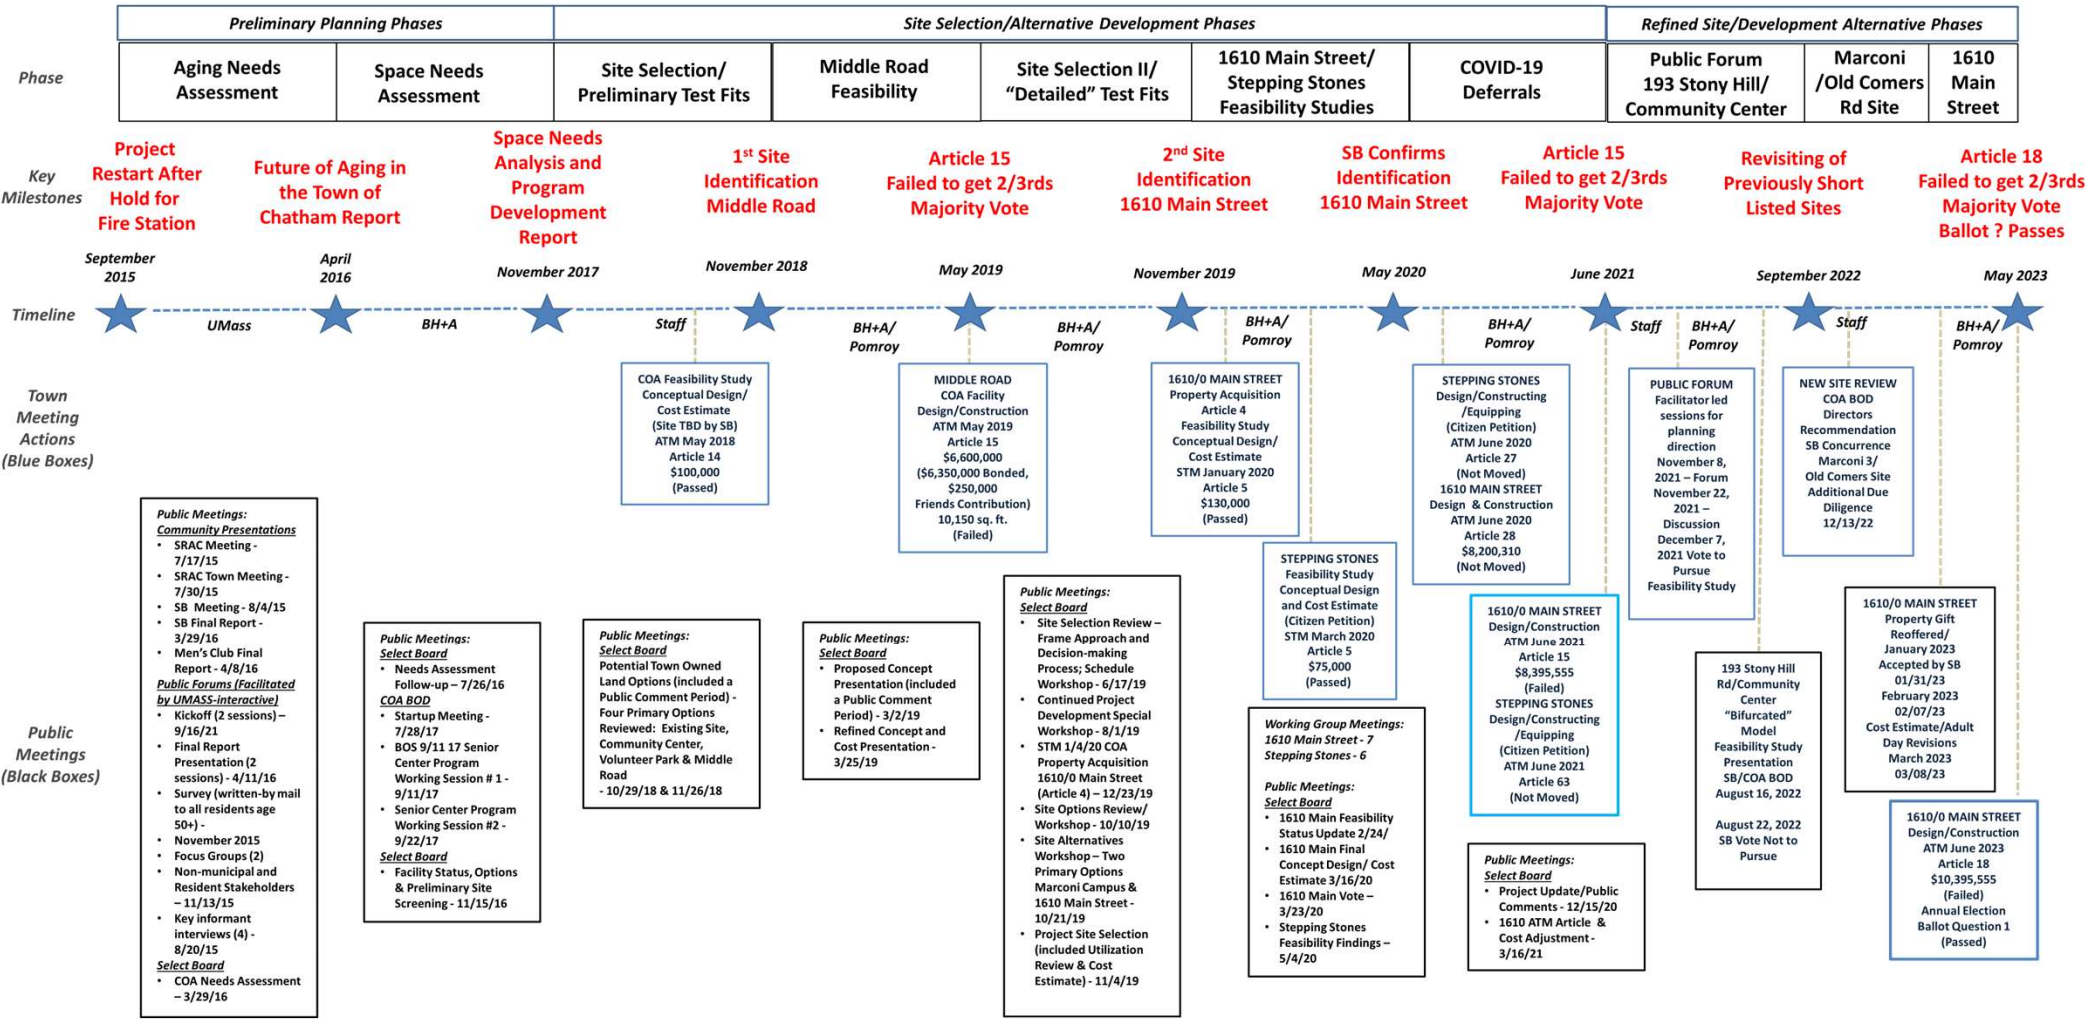 Preliminary Planning Phases
Site Selection/Alternative Development Phases
Refined Site/Development Alternative Phases
Phase
Aging Needs
Assessment
Space Needs
Assessment
Site Selection/
Preliminary Test Fits
Middle Road
Feasibility
Site Selection II/
“Detailed” Test Fits
1610 Main Street/
Stepping Stones
Feasibility Studies
COVID-19
Deferrals
Public Forum
193 Stony Hill/
Community Center
Marconi
/Old Comers
Rd Site
1610
Main
Street
Key
Milestones
Project
Restart After
Hold for
Fire Station
Future of Aging in
the Town of
Chatham Report
Space Needs
Analysis and
Program
Development
Report
1st Site
Identification
Middle Road
Article 15
Failed to get 2/3rds
Majority Vote
2nd Site
Identification
1610 Main Street
SB Confirms
Identification
1610 Main Street
Article 15
Failed to get 2/3rds
Majority Vote
Revisiting of
Previously Short
Listed Sites
Article 18
Failed to get 2/3rds
Majority Vote
Ballot ? Passes
September
2015
April
2016
November 2017
November 2018
May 2019
November 2019
May 2020
June 2021
September 2022
May 2023
Timeline
UMass
BH+A
Staff
BH+A/
Pomroy
BH+A/
Pomroy
BH+A/
Pomroy
BH+A/
Pomroy
Staff
BH+A/
Pomroy
Staff
BH+A/
Pomroy
Town
Meeting
Actions
(Blue Boxes)
COA Feasibility Study
Conceptual Design/
Cost Estimate
(Site TBD by SB)
ATM May 2018
Article 14
$100,000
(Passed)
MIDDLE ROAD
COA Facility
Design/Construction
ATM May 2019
Article 15
$6,600,000
($6,350,000 Bonded,
$250,000
Friends Contribution)
10,150 sq. ft.
(Failed)
1610/0 MAIN STREET
Property Acquisition
Article 4
Feasibility Study
Conceptual Design/
Cost Estimate
STM January 2020
Article 5
$130,000
(Passed)
STEPPING STONES
Feasibility Study
Conceptual Design
and Cost Estimate
(Citizen Petition)
STM March 2020
Article 5
$75,000
(Passed)
STEPPING STONES
Design/Constructing
/Equipping
(Citizen Petition)
ATM June 2020
Article 27
(Not Moved)
1610 MAIN STREET
Design & Construction
ATM June 2020
Article 28
$8,200,310
(Not Moved)
1610/0 MAIN STREET
Design/Construction
ATM June 2021
Article 15
$8,395,555
(Failed)
STEPPING STONES
Design/Constructing
/Equipping
(Citizen Petition)
ATM June 2021
Article 63
(Not Moved)
PUBLIC FORUM
Facilitator led
sessions for
planning
direction
November 8,
2021 – Forum
November 22,
2021 –
Discussion
December 7,
2021 Vote to
Pursue
Feasibility Study
NEW SITE REVIEW
COA BOD
Directors
Recommendation
SB Concurrence
Marconi 3/
Old Comers Site
Additional Due
Diligence
12/13/22
Public
Meetings
(Black Boxes)
Public Meetings:
Community Presentations
• SRAC Meeting -
7/17/15
• SRAC Town Meeting -
7/30/15
• SB Meeting - 8/4/15
• SB Final Report -
3/29/16
• Men’s Club Final
Report - 4/8/16
Public Forums (Facilitated
by UMASS-interactive)
• Kickoff (2 sessions) –
9/16/21
• Final Report
Presentation (2
sessions) - 4/11/16
• Survey (written-by mail
to all residents age
50+) -
• November 2015
• Focus Groups (2)
• Non-municipal and
Resident Stakeholders
– 11/13/15
• Key informant
interviews (4) -
8/20/15
Select Board
• COA Needs Assessment
– 3/29/16
Public Meetings:
Select Board
• Needs Assessment
Follow-up – 7/26/16
COA BOD
• Startup Meeting -
7/28/17
• BOS 9/11 17 Senior
Center Program
Working Session # 1 -
9/11/17
• Senior Center Program
Working Session #2 -
9/22/17
Select Board
• Facility Status, Options
& Preliminary Site
Screening - 11/15/16
Public Meetings:
Select Board
Potential Town Owned
Land Options (included a
Public Comment Period) -
Four Primary Options
Reviewed: Existing Site,
Community Center,
Volunteer Park & Middle
Road
- 10/29/18 & 11/26/18
Public Meetings:
Select Board
• Proposed Concept
Presentation (included
a Public Comment
Period) - 3/2/19
• Refined Concept and
Cost Presentation -
3/25/19
Public Meetings:
Select Board
• Site Selection Review –
Frame Approach and
Decision-making
Process; Schedule
Workshop - 6/17/19
• Continued Project
Development Special
Workshop - 8/1/19
• STM 1/4/20 COA
Property Acquisition
1610/0 Main Street
(Article 4) – 12/23/19
• Site Options Review/
Workshop - 10/10/19
• Site Alternatives
Workshop – Two
Primary Options
Marconi Campus &
1610 Main Street -
10/21/19
• Project Site Selection
(included Utilization
Review & Cost
Estimate) - 11/4/19
Working Group Meetings:
1610 Main Street - 7
Stepping Stones - 6
Public Meetings:
Select Board
• 1610 Main Feasibility
Status Update 2/24/
• 1610 Main Final
Concept Design/ Cost
Estimate 3/16/20
• 1610 Main Vote –
3/23/20
• Stepping Stones
Feasibility Findings –
5/4/20
Public Meetings:
Select Board
• Project Update/Public
Comments - 12/15/20
• 1610 ATM Article &
Cost Adjustment -
3/16/21
193 Stony Hill
Rd/Community
Center
“Bifurcated”
Model
Feasibility Study
Presentation
SB/COA BOD
August 16, 2022
August 22, 2022
SB Vote Not to
Pursue
1610/0 MAIN STREET
Property Gift
Reoffered/
January 2023
Accepted by SB
01/31/23
February 2023
02/07/23
Cost Estimate/Adult
Day Revisions
March 2023
03/08/23
1610/0 MAIN STREET
Design/Construction
ATM June 2023
Article 18
$10,395,555
(Failed)
Annual Election
Ballot Question 1
(Passed)